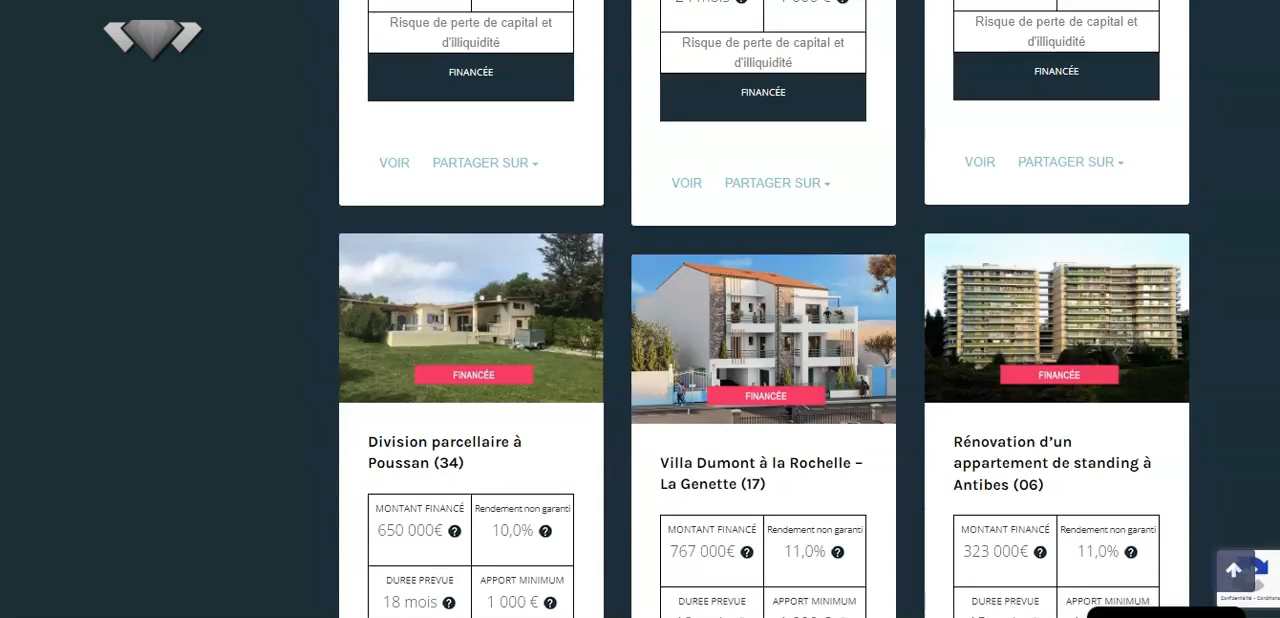 Risque de perte de capital et
d'illiquidité
FINANCÉE
VOIR PARTAGER SUR
Risque de perte de capital et
d'illiquidité
FINANCÉE
VOIR PARTAGER SUR
Risque de perte de capital et
d'illiquidité
FINANCÉE
VOIR PARTAGER SUR
FINANCÉE
Division parcellaire à
Poussan (34)
MONTANT FINANCÉ Rendement non garanti
650 000€ ? 10,0% ?
DUREE PREVUE APPORT MINIMUM
18 mois ? 1 000 € ?
FINANCÉE
Villa Dumont à la Rochelle –
La Genette (17)
MONTANT FINANCÉ Rendement non garanti
767 000€ ? 11,0% ?
DUREE PREVUE APPORT MINIMUM
FINANCÉE
Rénovation d’un
appartement de standing à
Antibes (06)
MONTANT FINANCÉ Rendement non garanti
323 000€ ? 11,0% ?
DUREE PREVUE APPORT MINIMUM
Confidentialité - Conditions